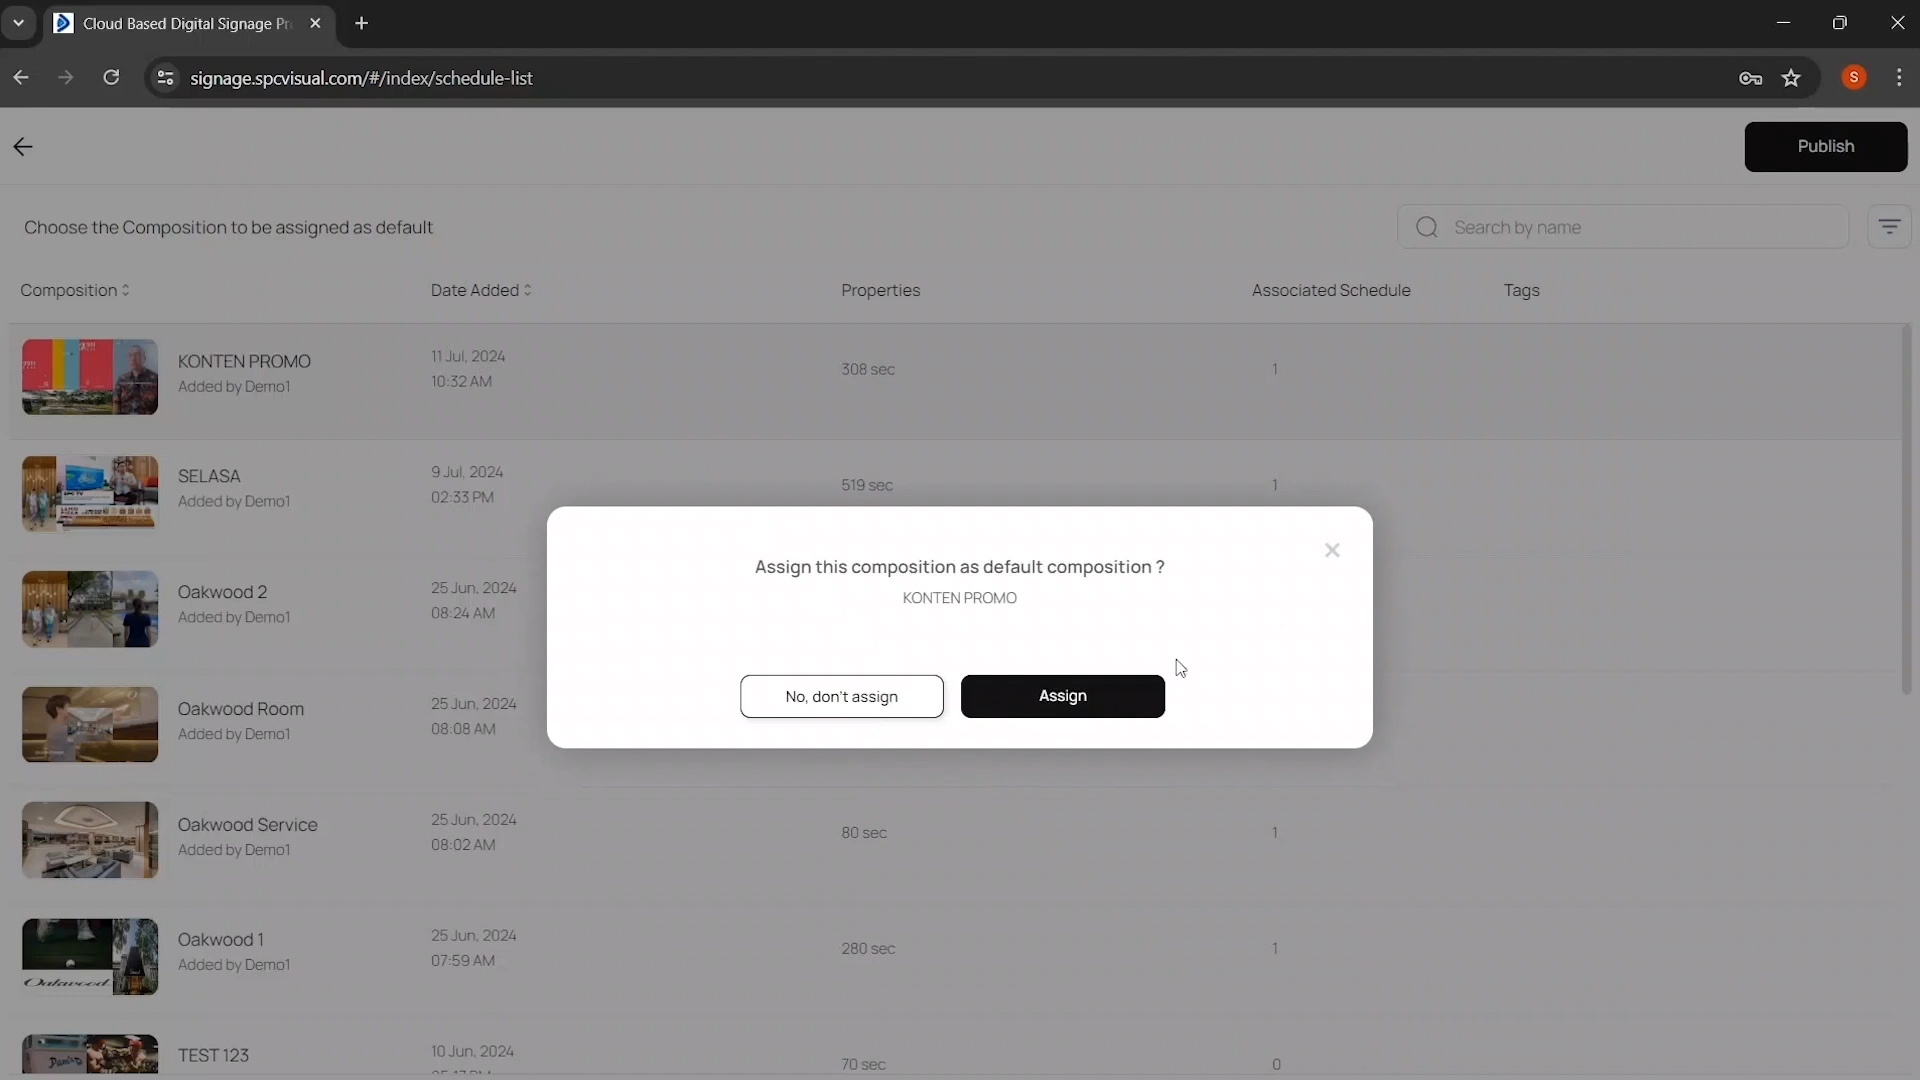 Cloud Based Digital Signage Pr
signage.spcvisual.com/#/index/schedule-list
S
Publish
Choose the Composition to be assigned as default
Search by name
Composition
Date Added
Properties
Associated Schedule
Tags
KONTEN PROMO
Added by Demo1
11 Jul, 2024
10:32 AM
308 sec
1
SELASA
Added by Demo1
9 Jul, 2024
02:33 PM
519 sec
1
Assign this composition as default composition ?
KONTEN PROMO
No, don't assign
Assign
Oakwood 2
Added by Demo1
25 Jun, 2024
08:24 AM
Oakwood Room
Added by Demo1
25 Jun, 2024
08:08 AM
Oakwood Service
Added by Demo1
25 Jun, 2024
08:02 AM
80 sec
1
Oakwood
Oakwood 1
Added by Demo1
25 Jun, 2024
07:59 AM
280 sec
1
TEST 123
10 Jun, 2024
70 sec
0